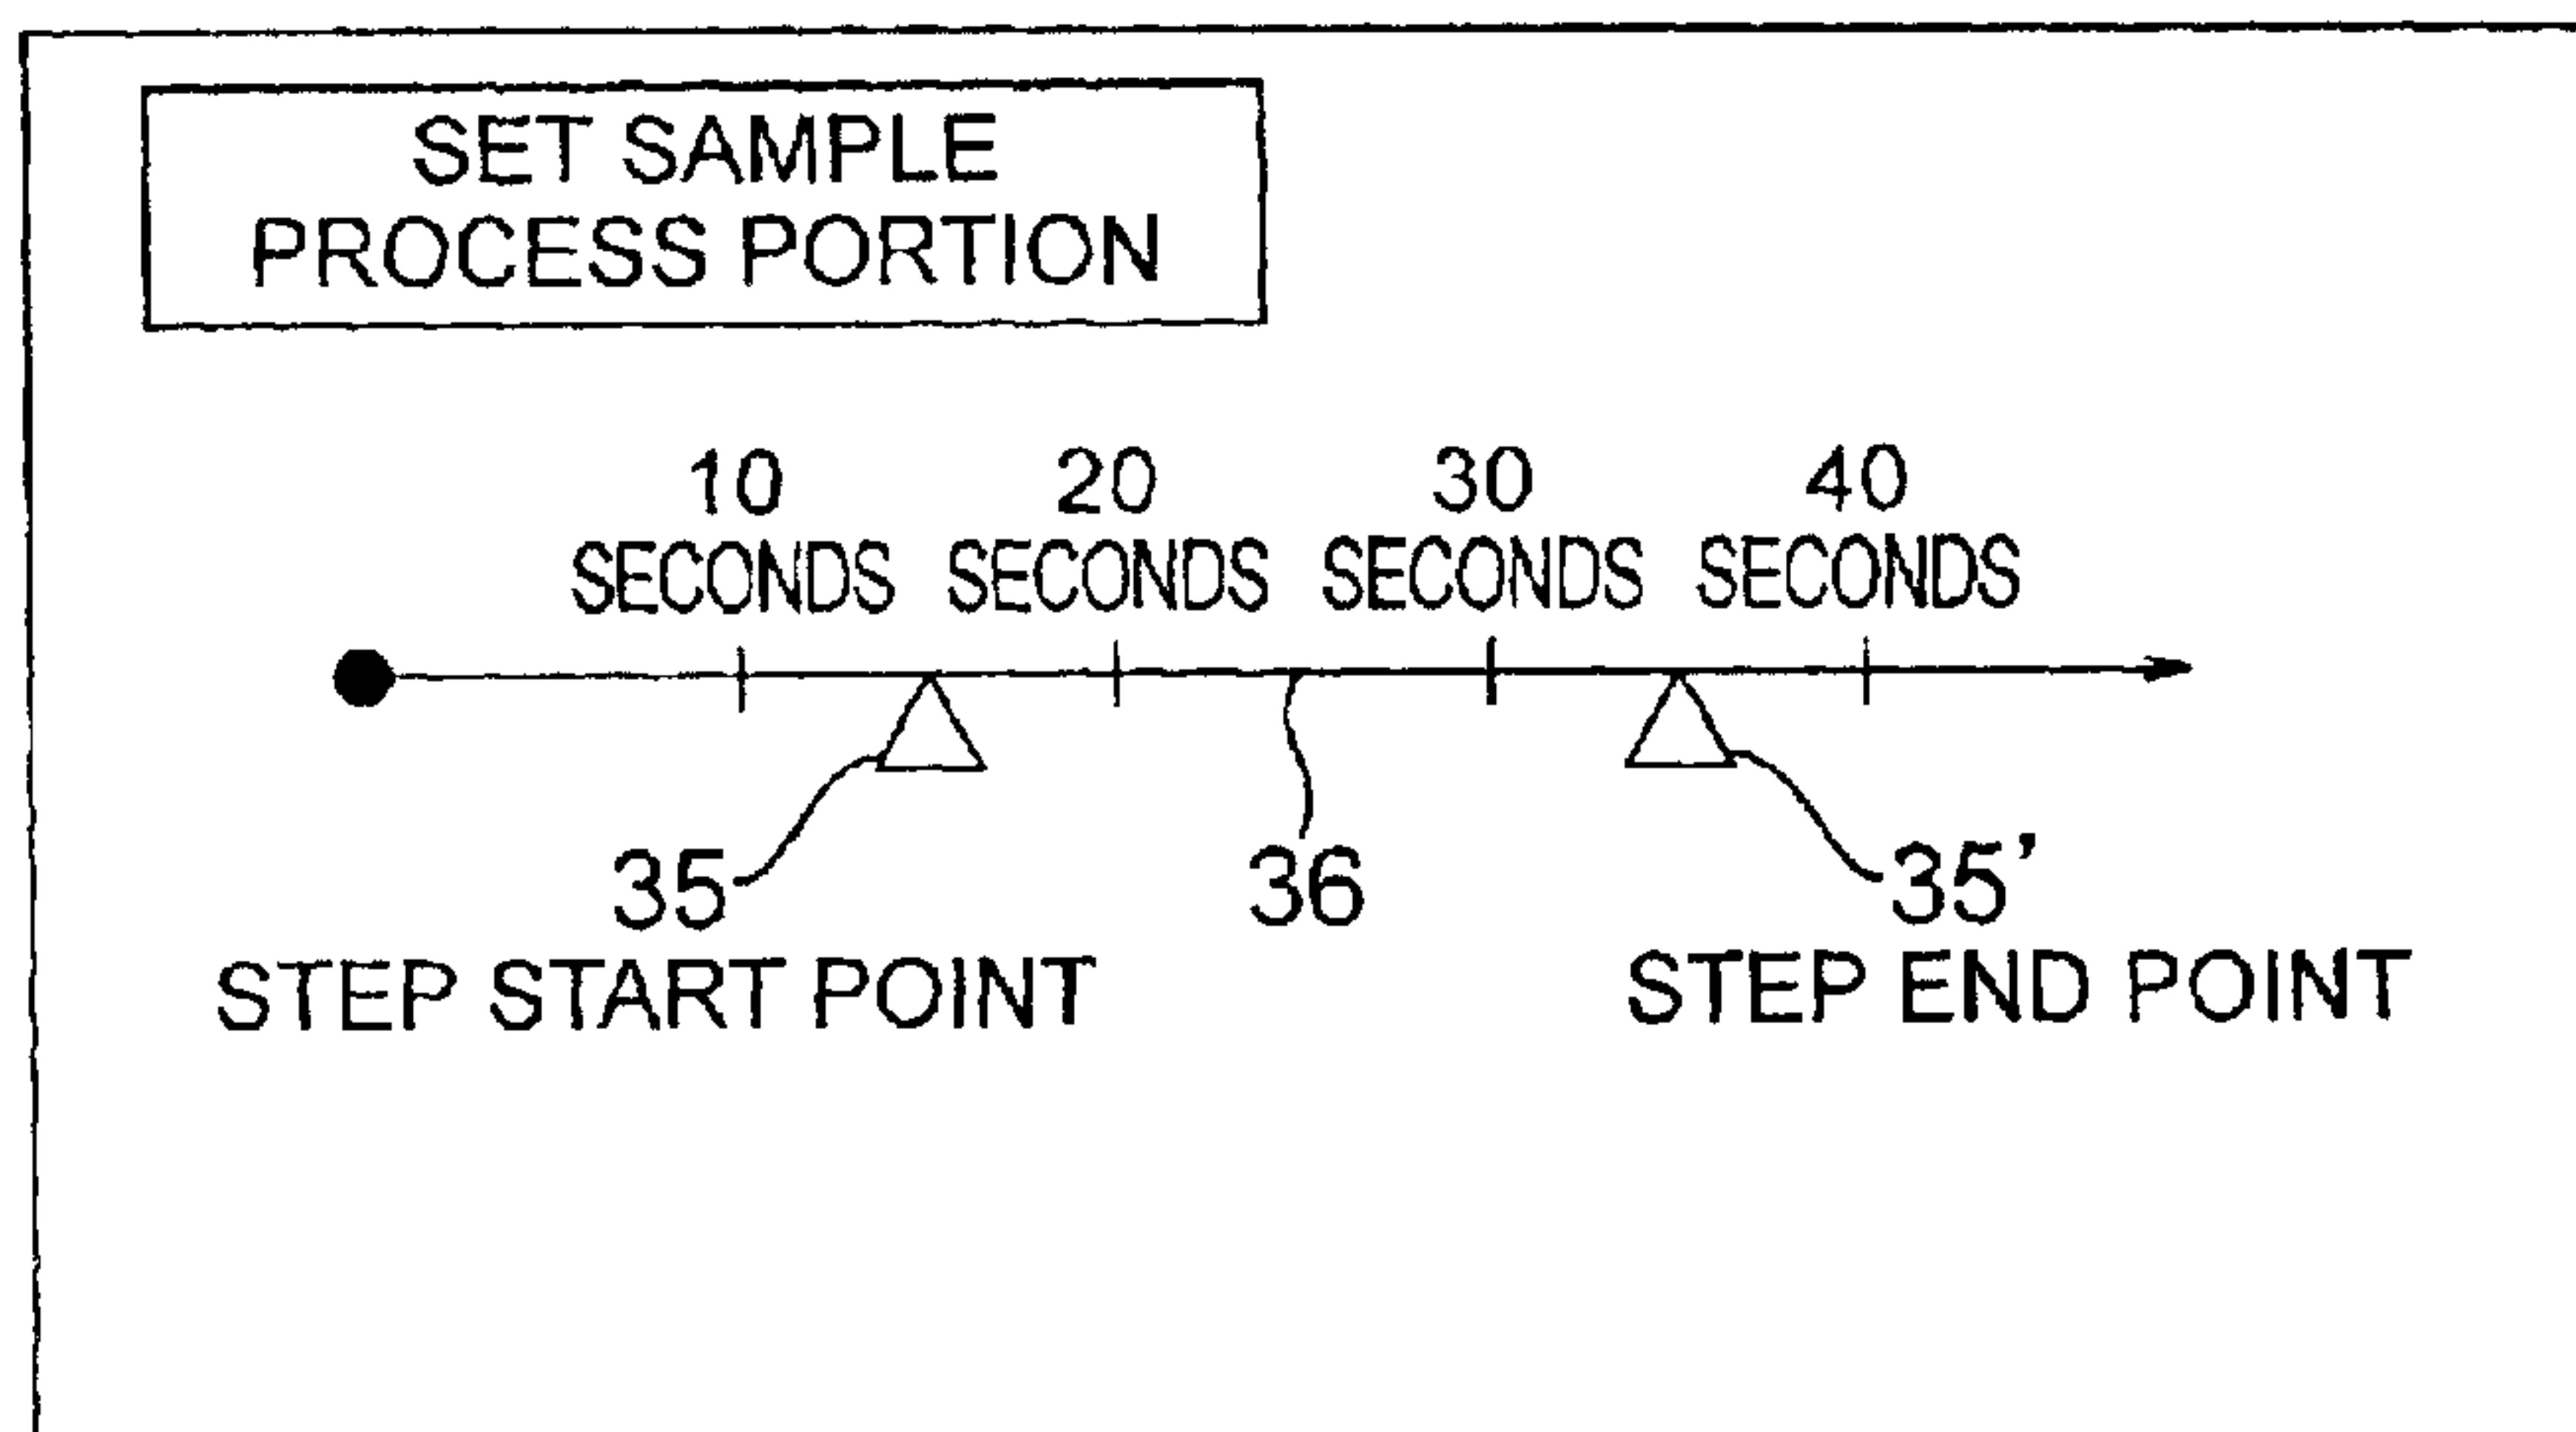 SET SAMPLE
PROCESS PORTION
10 20 30 40
SECONDS SECONDS SECONDS SECONDS
35 36 35'
STEP START POINT STEP END POINT